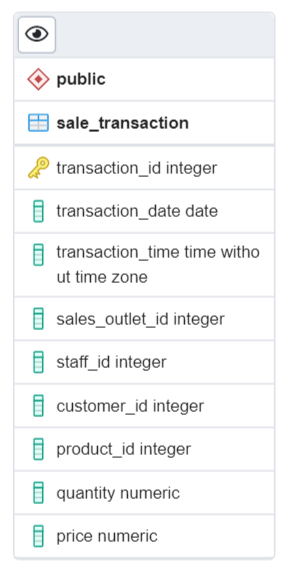 public
sale_transaction
transaction_id integer
transaction_date date
transaction_time time witho
ut time zone
sales_outlet_id integer
staff_id integer
customer_id integer
product_id integer
quantity numeric
price numeric